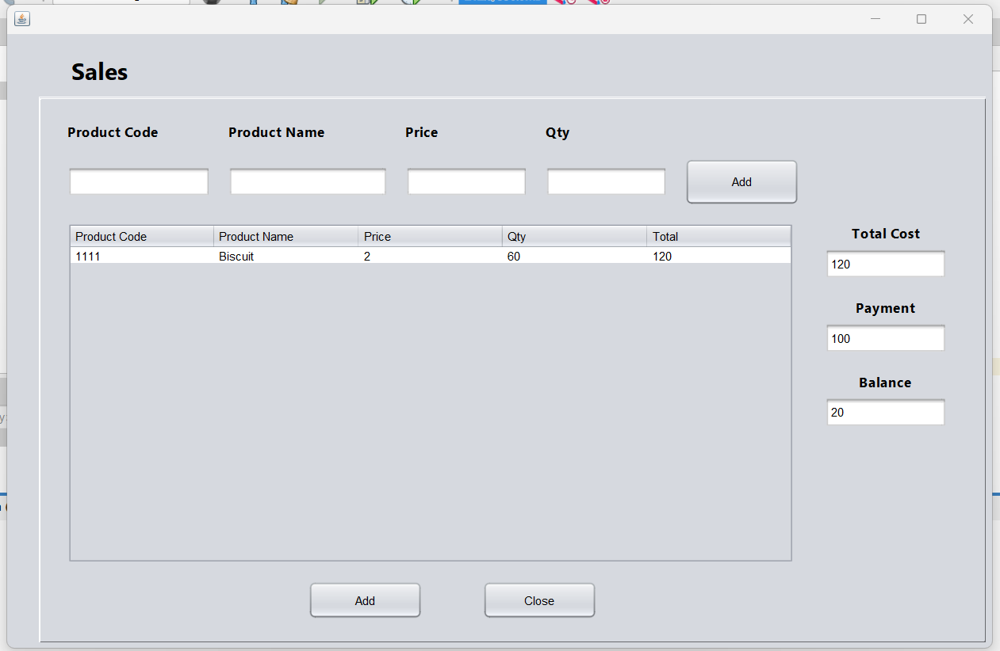 Sales
Product Code Product Name Price Qty
Add
Product Code Product Name Price Qty Total
1111 Biscuit 2 60 120
Total Cost
120
Payment
100
Balance
20
Add Close